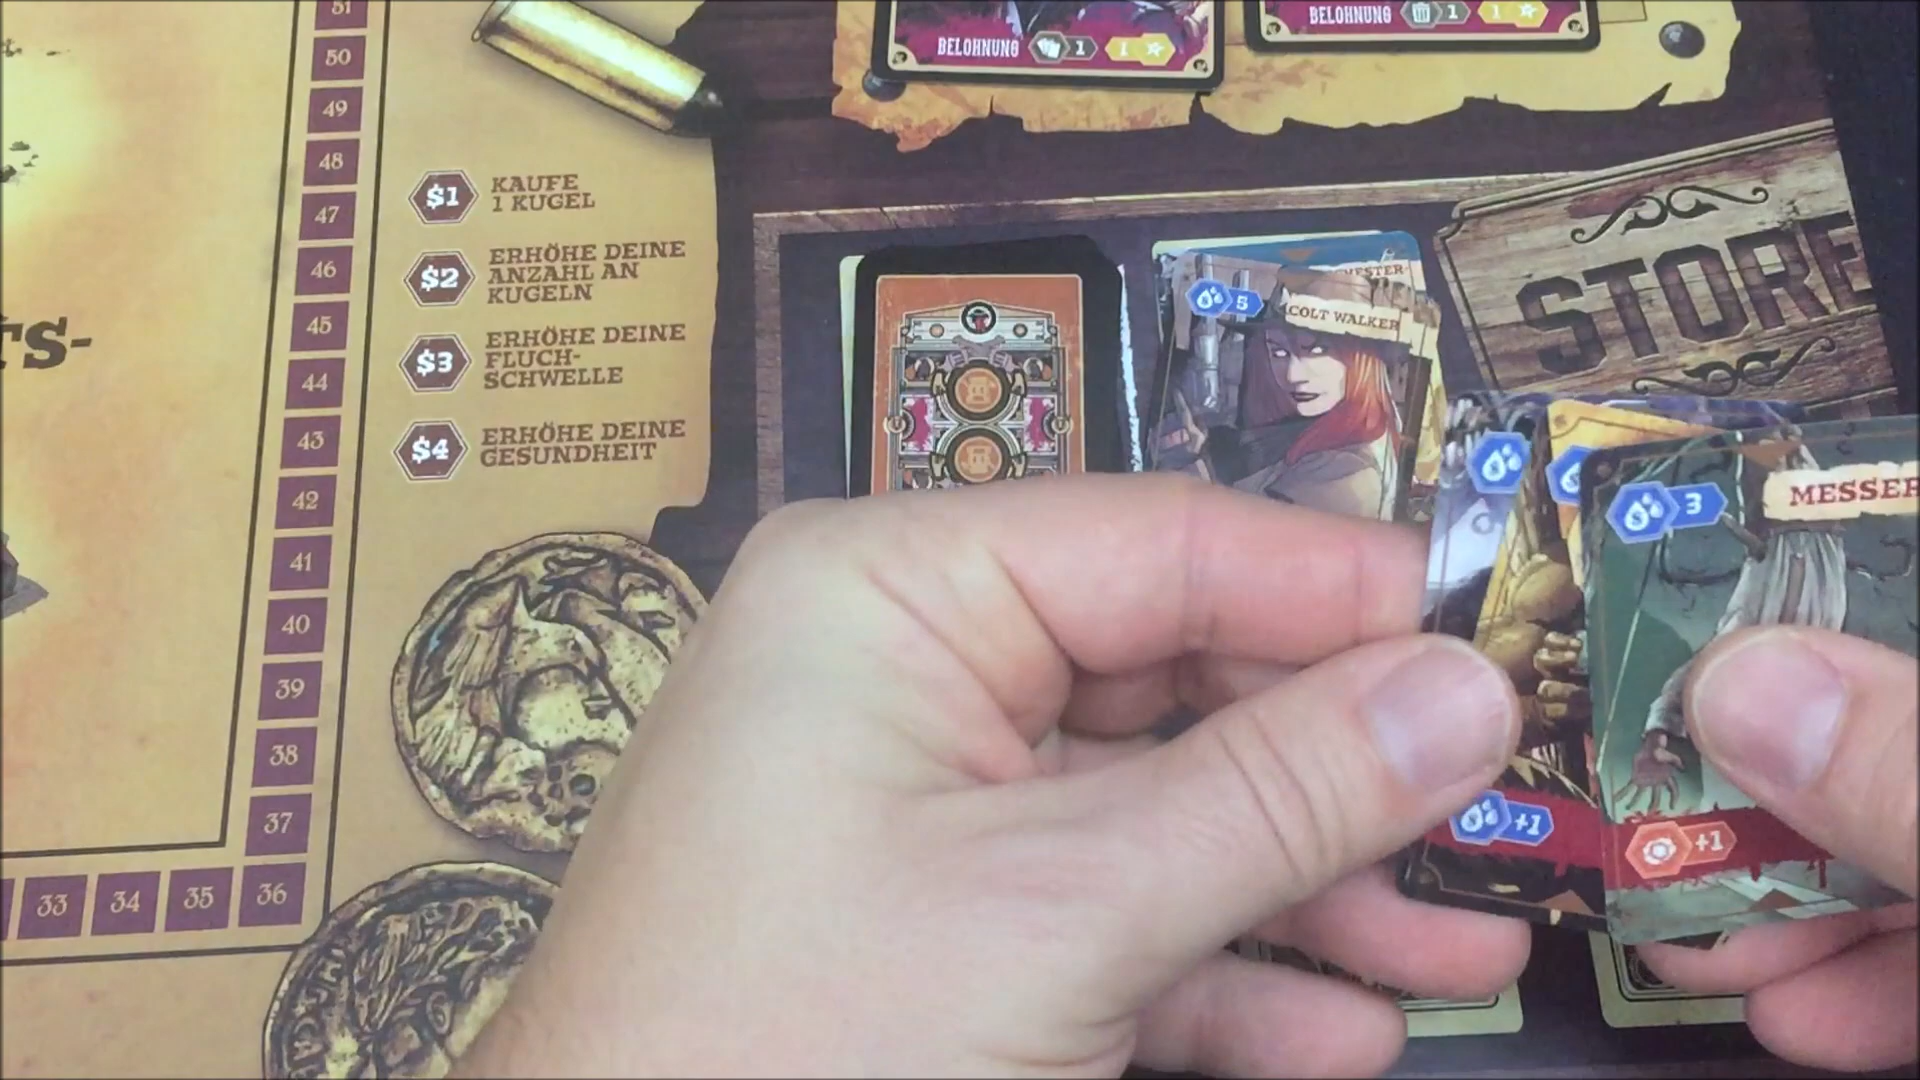 BELOHNUNG 1 1
BELOHNUNG 1 1
51
50
49
48
47
46
45
44
43
42
41
40
39
38
37
36
35
34
33
$1 KAUFE
1 KUGEL
$2 ERHÖHE DEINE
ANZAHL AN
KUGELN
$3 ERHÖHE DEINE
FLUCH-
SCHWELLE
$4 ERHÖHE DEINE
GESUNDHEIT
TS-
STORE
5
COLT WALKER
3
MESSER
+1
+1